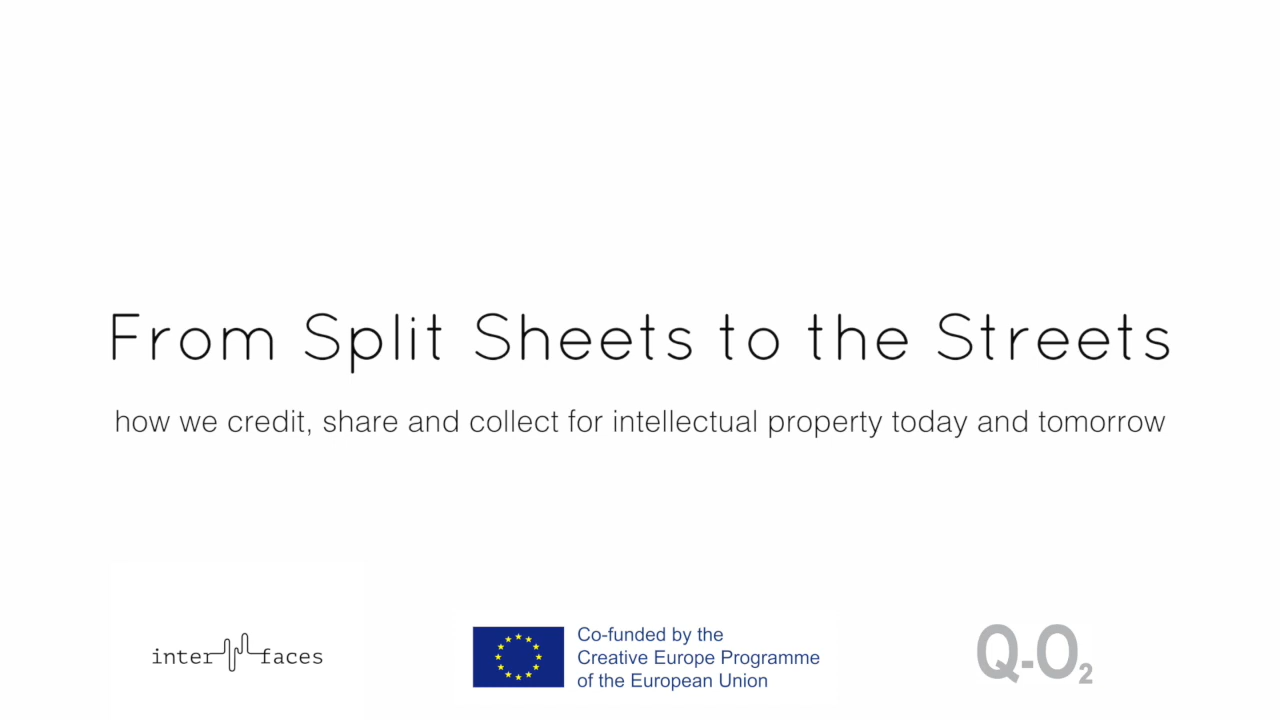 From Split Sheets to the Streets
how we credit, share and collect for intellectual property today and tomorrow
inter faces
Co-funded by the
Creative Europe Programme
of the European Union
Q-O2